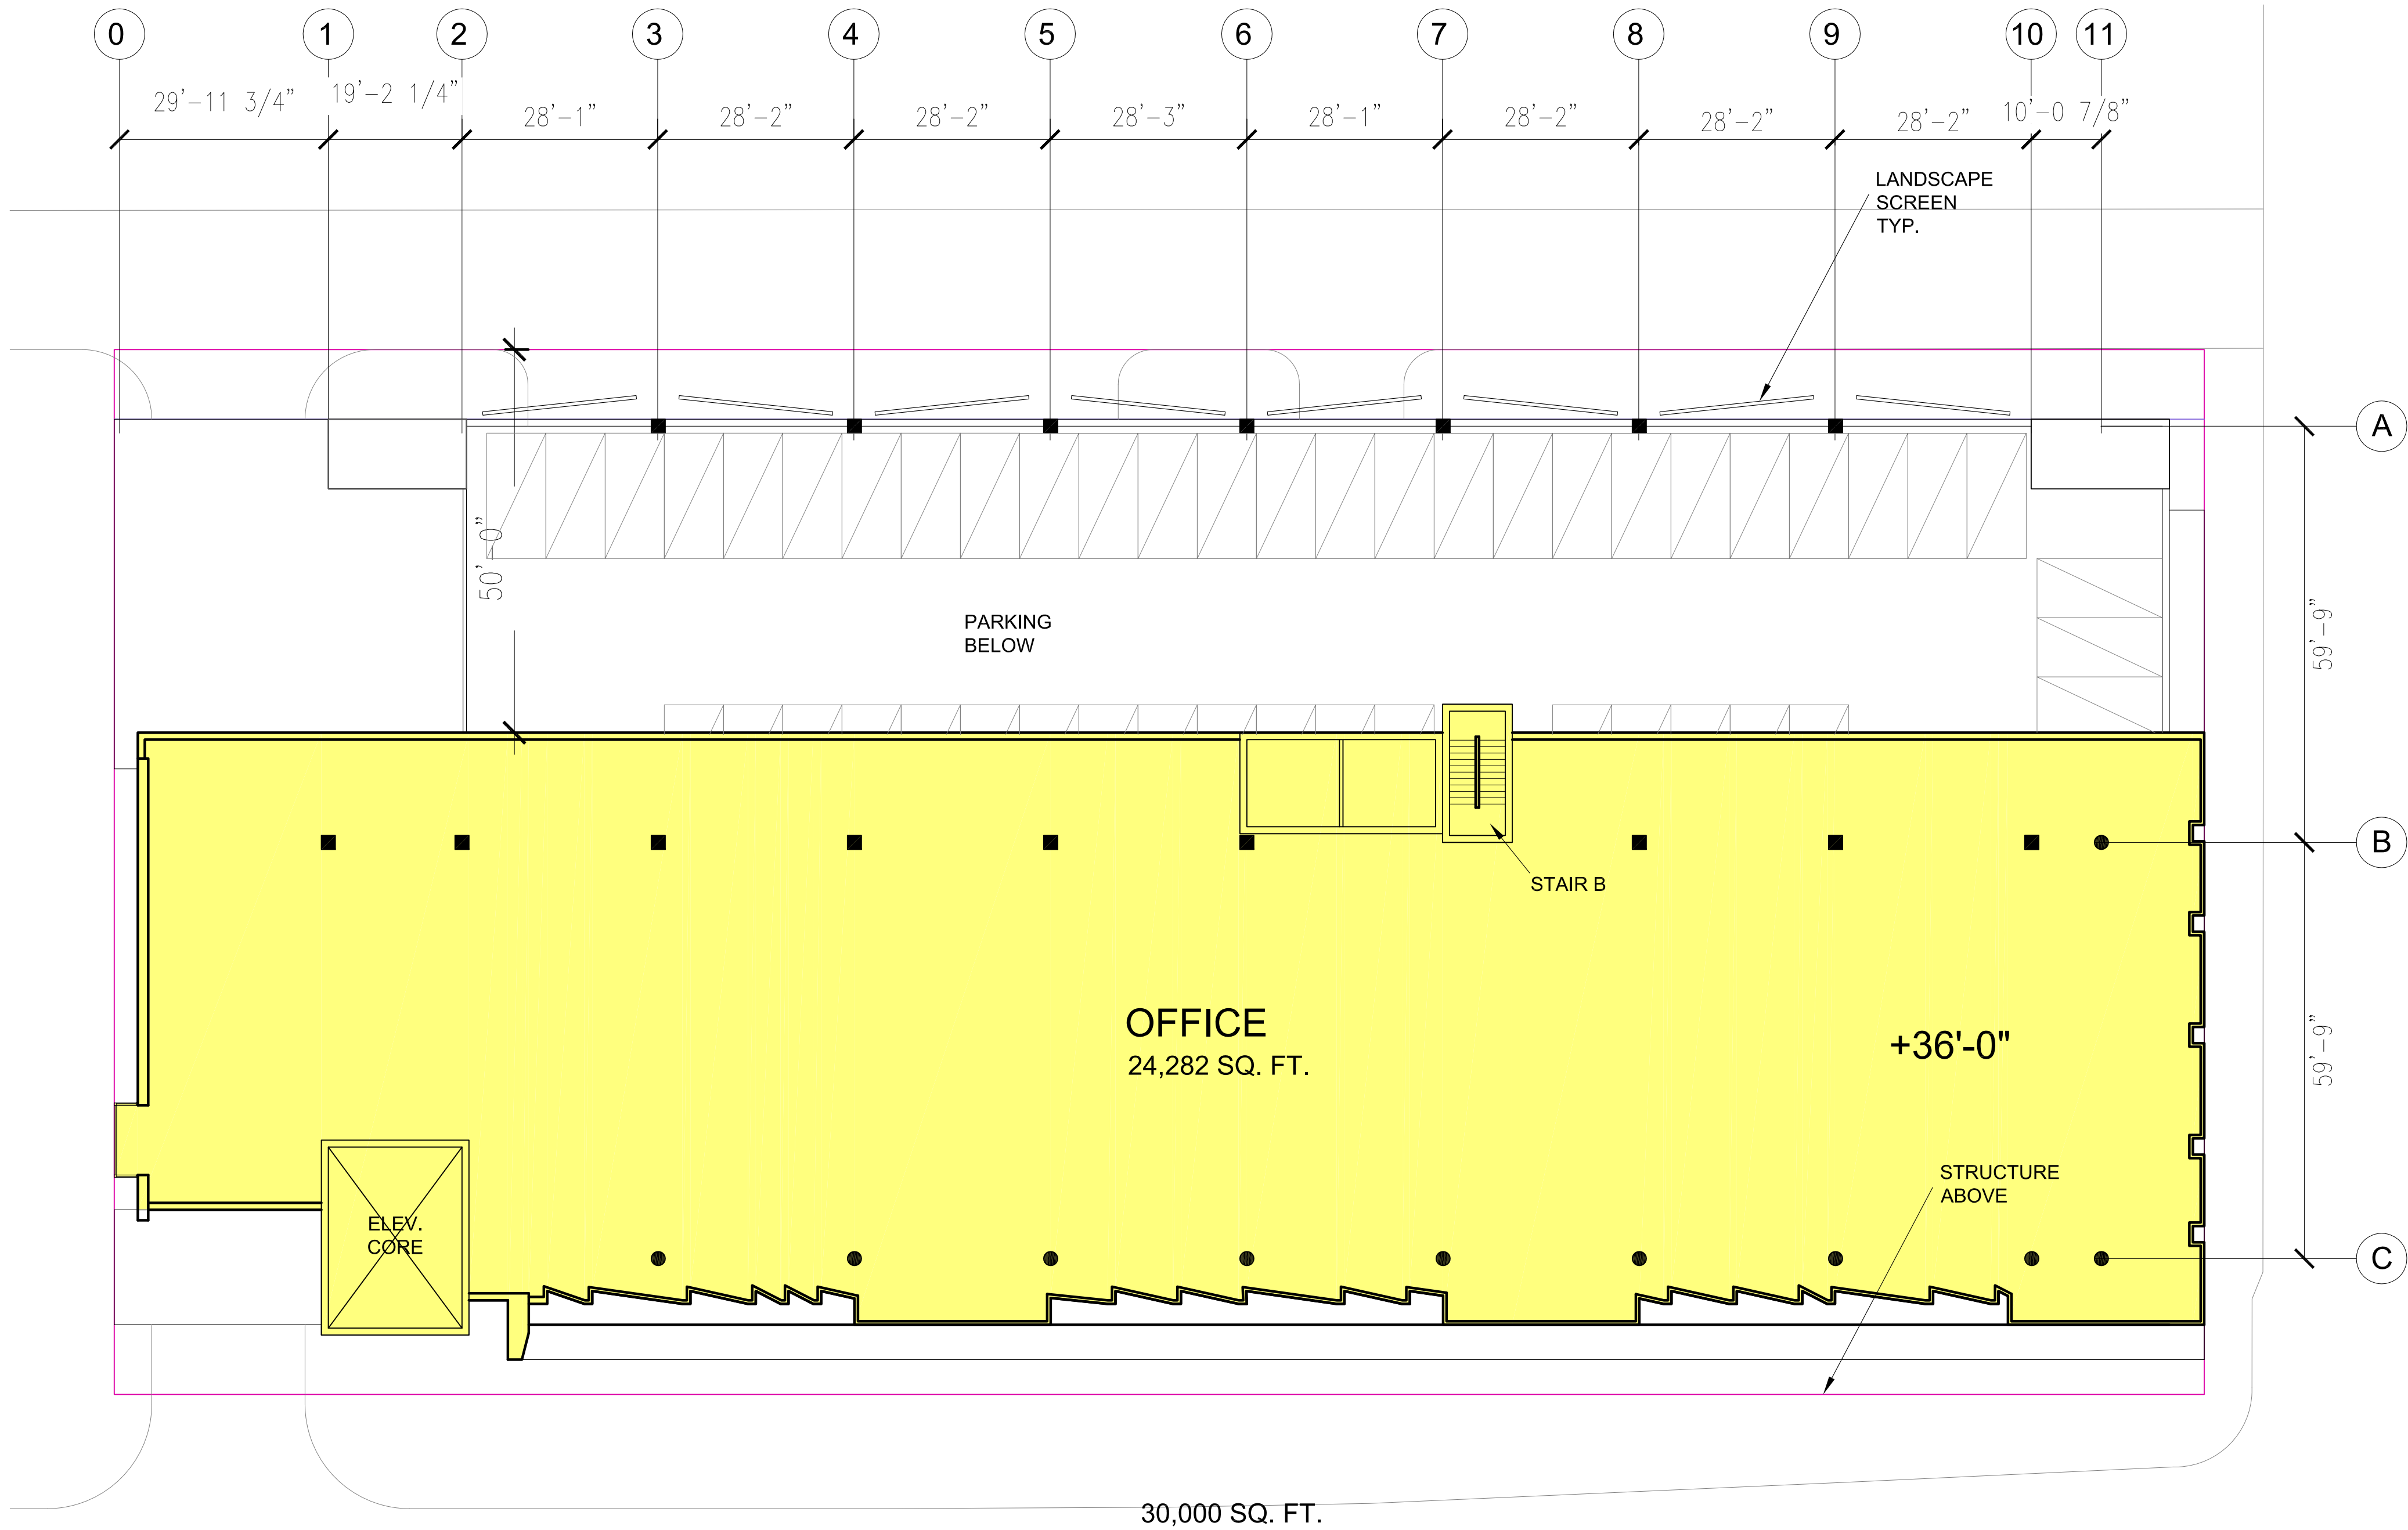 0 1 2 3 4 5 6 7 8 9 10 11
29'-11 3/4" 19'-2 1/4" 28'-1" 28'-2" 28'-2" 28'-3" 28'-1" 28'-2" 28'-2" 28'-2" 10'-0 7/8"
LANDSCAPE
SCREEN
TYP.
A
50'-0"
59'-9"
PARKING
BELOW
B
STAIR B
OFFICE
24,282 SQ. FT.
+36'-0"
59'-9"
STRUCTURE
ABOVE
ELEV.
CORE
C
30,000 SQ. FT.